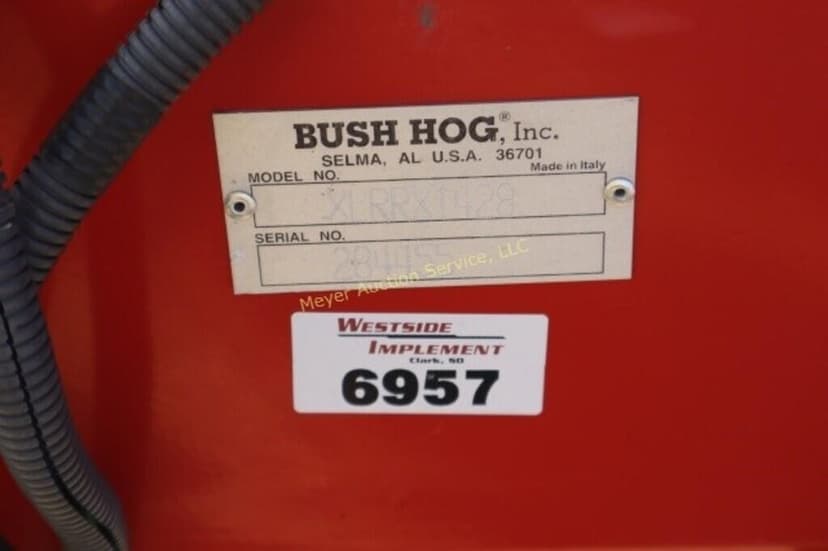 BUSH HOG®, Inc.
SELMA, AL U.S.A. 36701
Made in Italy
MODEL NO.
XLRRX1428
SERIAL NO.
Meyer Auction Service, LLC
WESTSIDE
IMPLEMENT
Clark, SD
6957